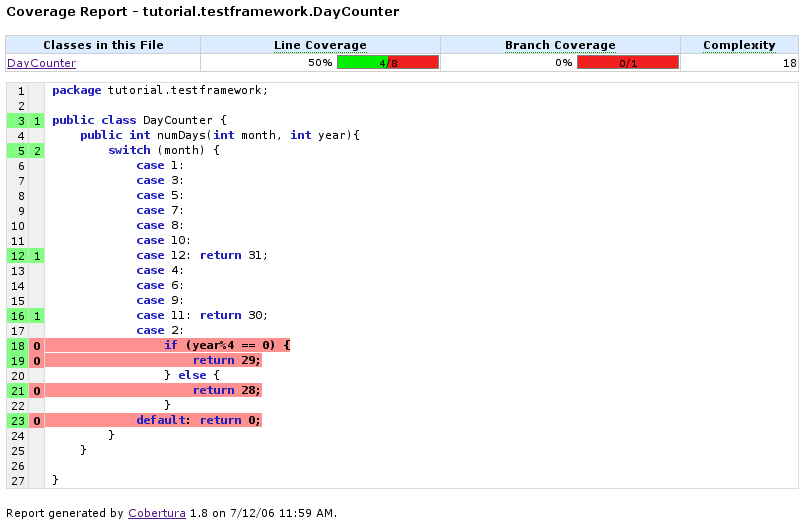 Coverage Report - tutorial.testframework.DayCounter
Classes in this File Line Coverage Branch Coverage Complexity
DayCounter 50% 4/8 0% 0/1 18
1 package tutorial.testframework;
2
3 1 public class DayCounter {
4 public int numDays(int month, int year){
5 2 switch (month) {
6 case 1:
7 case 3:
8 case 5:
9 case 7:
10 case 8:
11 case 10:
12 1 case 12: return 31;
13 case 4:
14 case 6:
15 case 9:
16 1 case 11: return 30;
17 case 2:
18 0 if (year%4 == 0) {
19 0 return 29;
20 } else {
21 0 return 28;
22 }
23 0 default: return 0;
24 }
25 }
26
27 }
Report generated by Cobertura 1.8 on 7/12/06 11:59 AM.